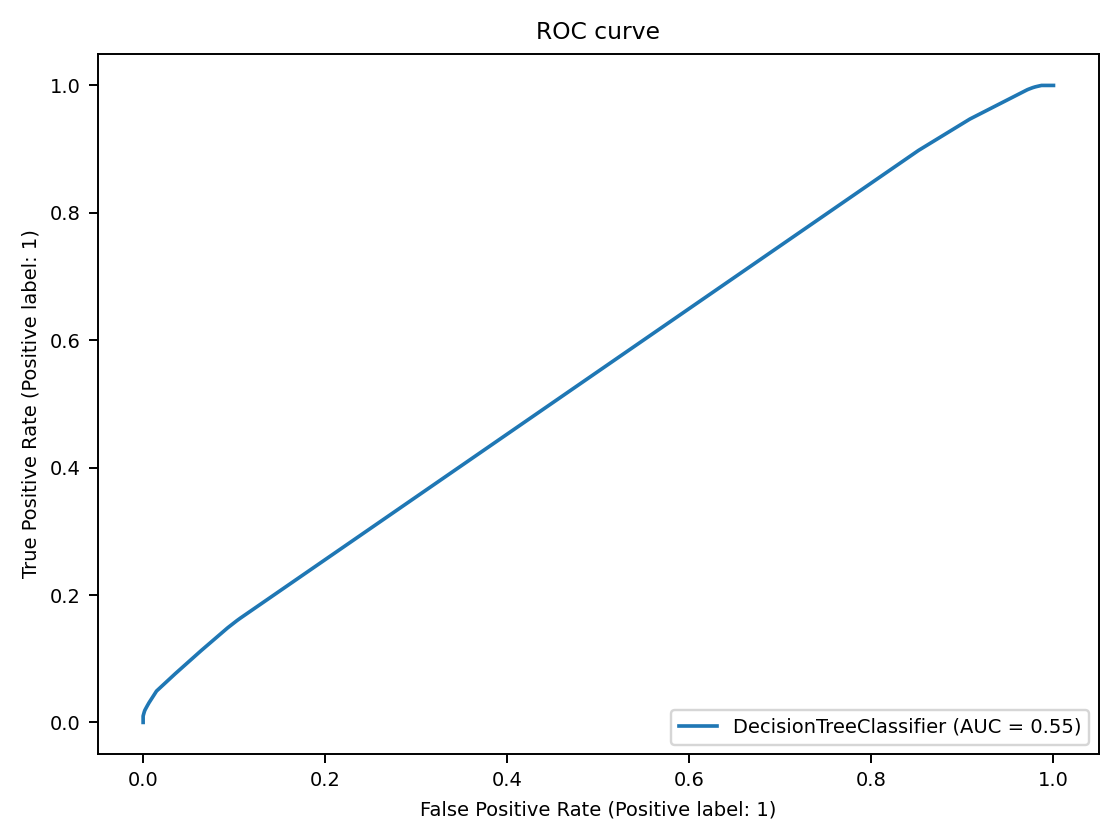 ROC curve
1.0
0.8
0.6
0.4
0.2
0.0
True Positive Rate (Positive label: 1)
DecisionTreeClassifier (AUC = 0.55)
0.0 0.2 0.4 0.6 0.8 1.0
False Positive Rate (Positive label: 1)